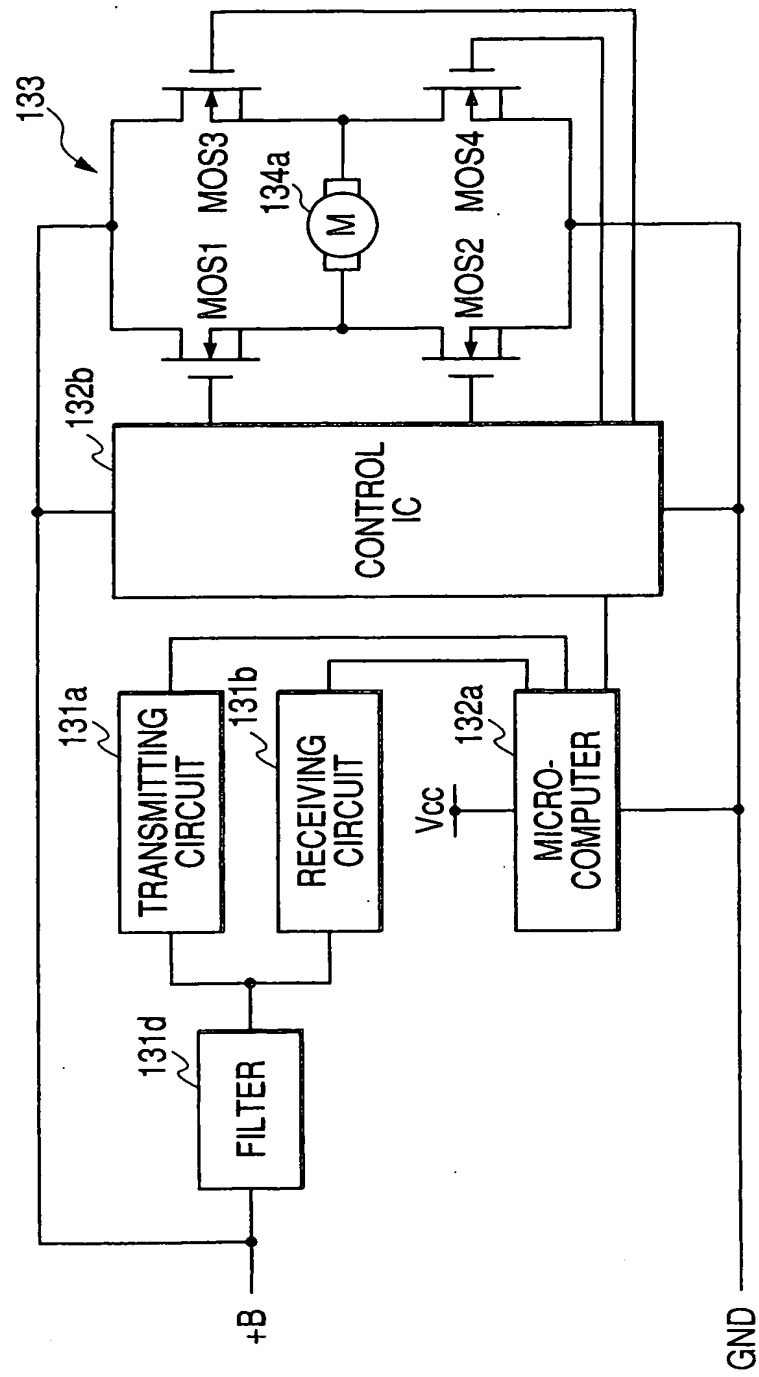 133
MOS3
MOS1
134a
M
MOS4
MOS2
132b
CONTROL
IC
131a
TRANSMITTING
CIRCUIT
131b
RECEIVING
CIRCUIT
132a
Vcc
MICRO-
COMPUTER
131d
FILTER
+B
GND